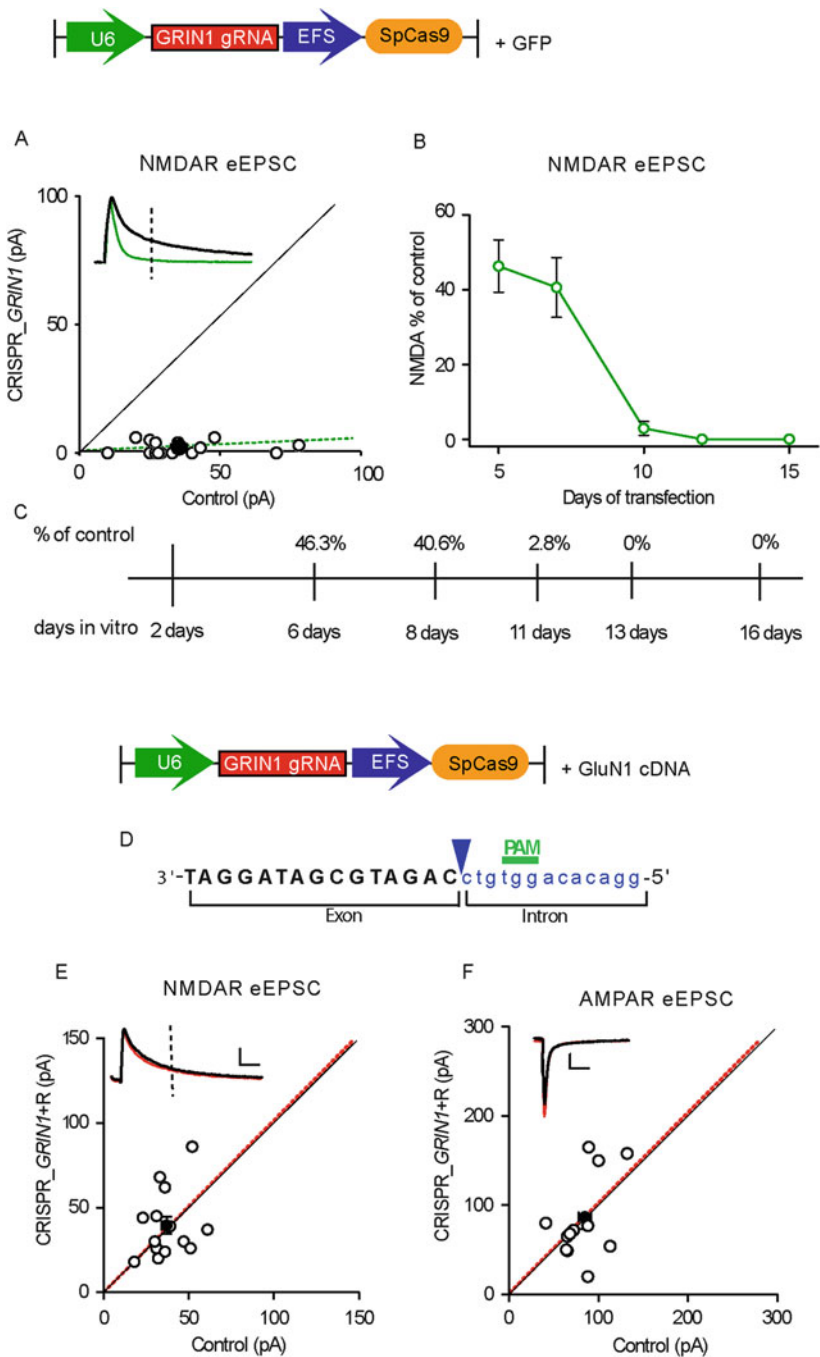 U6 GRIN1 gRNA EFS SpCas9 + GFP
A
NMDAR eEPSC
CRISPR_GRIN1 (pA)
100
50
0
0 50 100
Control (pA)
B
NMDAR eEPSC
NMDA % of control
60
40
20
0
5 10 15
Days of transfection
C
% of control 46.3% 40.6% 2.8% 0% 0%
days in vitro 2 days 6 days 8 days 11 days 13 days 16 days
U6 GRIN1 gRNA EFS SpCas9 + GluN1 cDNA
D
PAM
3'-TAGGATAGCGTAGACctgtggacacagg-5'
Exon Intron
E
NMDAR eEPSC
CRISPR_GRIN1+R (pA)
150
100
50
0
0 50 100 150
Control (pA)
F
AMPAR eEPSC
CRISPR_GRIN1+R (pA)
300
200
100
0
0 100 200 300
Control (pA)